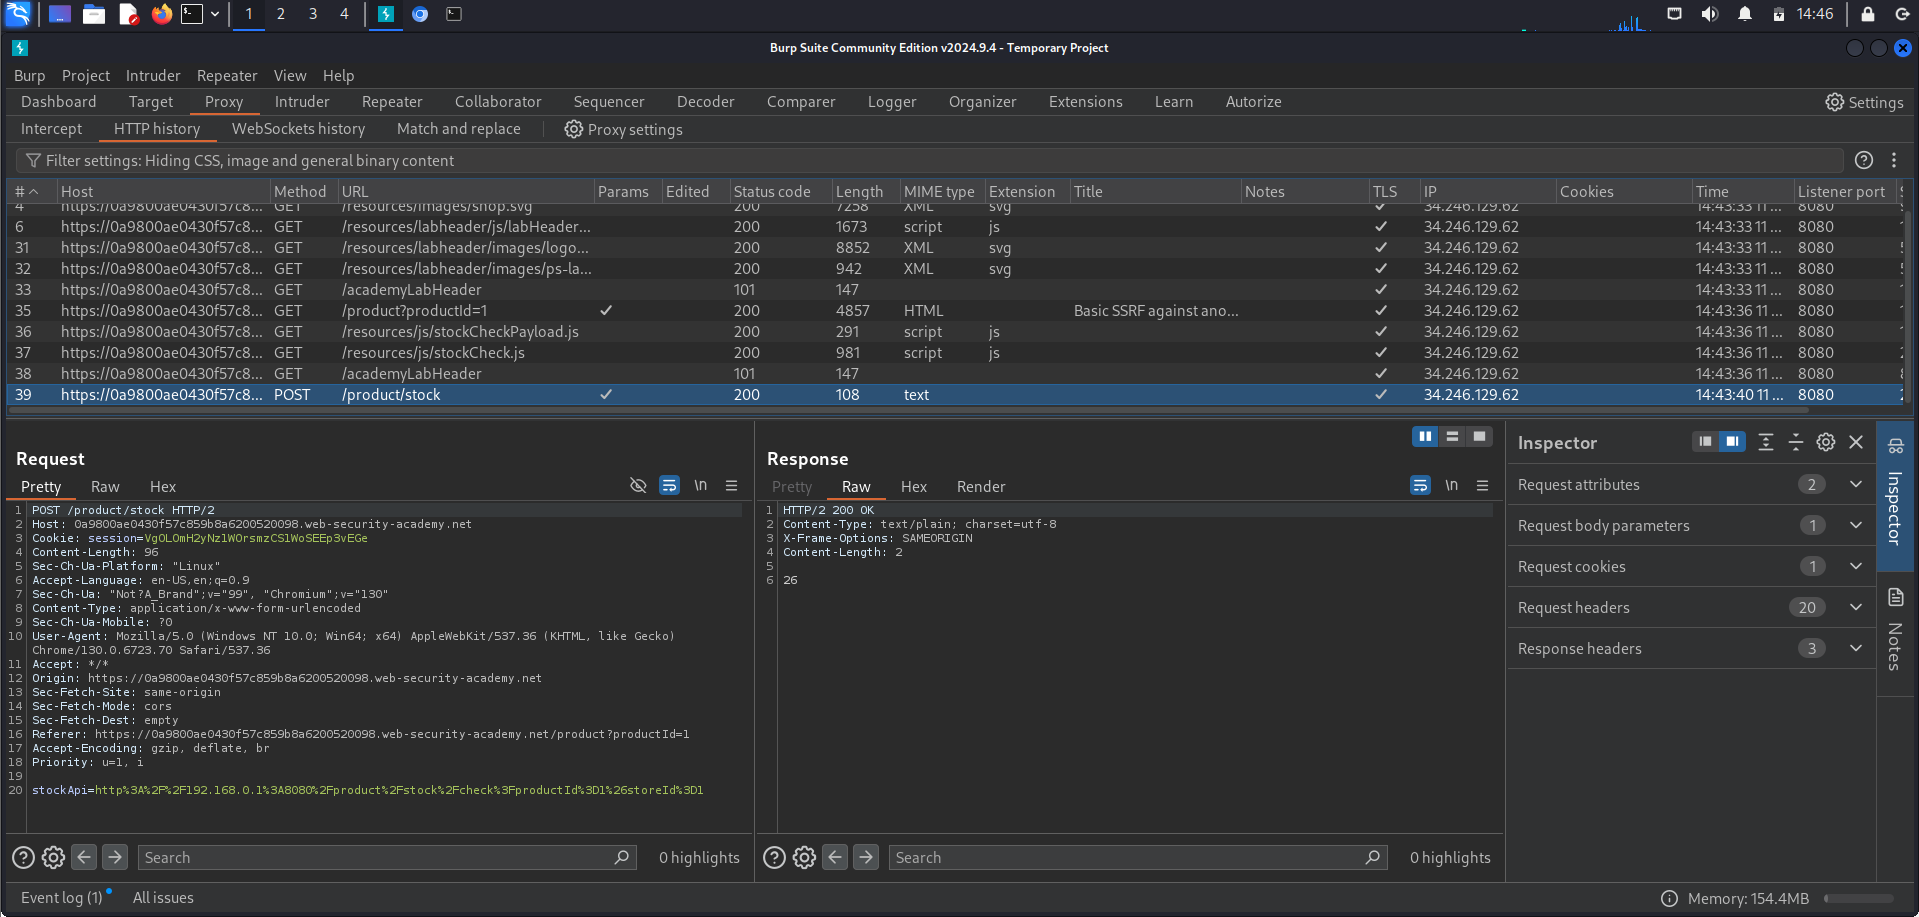 1 2 3 4 14:46
Burp Suite Community Edition v2024.9.4 - Temporary Project
Burp Project Intruder Repeater View Help
Dashboard Target Proxy Intruder Repeater Collaborator Sequencer Decoder Comparer Logger Organizer Extensions Learn Autorize Settings
Intercept HTTP history WebSockets history Match and replace Proxy settings
Filter settings: Hiding CSS, image and general binary content
# Host Method URL Params Edited Status code Length MIME type Extension Title Notes TLS IP Cookies Time Listener port
4 https://0a9800ae0430f57c8... GET /resources/images/shop.svg 200 7258 XML svg ✓ 34.246.129.62 14:43:33 11 ... 8080
6 https://0a9800ae0430f57c8... GET /resources/labheader/js/labHeader... 200 1673 script js ✓ 34.246.129.62 14:43:33 11 ... 8080
31 https://0a9800ae0430f57c8... GET /resources/labheader/images/logo... 200 8852 XML svg ✓ 34.246.129.62 14:43:33 11 ... 8080
32 https://0a9800ae0430f57c8... GET /resources/labheader/images/ps-la... 200 942 XML svg ✓ 34.246.129.62 14:43:33 11 ... 8080
33 https://0a9800ae0430f57c8... GET /academyLabHeader 101 147 ✓ 34.246.129.62 14:43:33 11 ... 8080
35 https://0a9800ae0430f57c8... GET /product?productId=1 ✓ 200 4857 HTML Basic SSRF against ano... ✓ 34.246.129.62 14:43:36 11 ... 8080
36 https://0a9800ae0430f57c8... GET /resources/js/stockCheckPayload.js 200 291 script js ✓ 34.246.129.62 14:43:36 11 ... 8080
37 https://0a9800ae0430f57c8... GET /resources/js/stockCheck.js 200 981 script js ✓ 34.246.129.62 14:43:36 11 ... 8080
38 https://0a9800ae0430f57c8... GET /academyLabHeader 101 147 ✓ 34.246.129.62 14:43:36 11 ... 8080
39 https://0a9800ae0430f57c8... POST /product/stock ✓ 200 108 text ✓ 34.246.129.62 14:43:40 11 ... 8080
Request
Pretty Raw Hex \n
1 POST /product/stock HTTP/2
2 Host: 0a9800ae0430f57c859b8a6200520098.web-security-academy.net
3 Cookie: session=VgOLOmH2yNz1WOrsmzCS1WoSEEp3vEGe
4 Content-Length: 96
5 Sec-Ch-Ua-Platform: "Linux"
6 Accept-Language: en-US,en;q=0.9
7 Sec-Ch-Ua: "Not?A_Brand";v="99", "Chromium";v="130"
8 Content-Type: application/x-www-form-urlencoded
9 Sec-Ch-Ua-Mobile: ?0
10 User-Agent: Mozilla/5.0 (Windows NT 10.0; Win64; x64) AppleWebKit/537.36 (KHTML, like Gecko)
Chrome/130.0.6723.70 Safari/537.36
11 Accept: */*
12 Origin: https://0a9800ae0430f57c859b8a6200520098.web-security-academy.net
13 Sec-Fetch-Site: same-origin
14 Sec-Fetch-Mode: cors
15 Sec-Fetch-Dest: empty
16 Referer: https://0a9800ae0430f57c859b8a6200520098.web-security-academy.net/product?productId=1
17 Accept-Encoding: gzip, deflate, br
18 Priority: u=1, i
19
20 stockApi=http%3A%2F%2F192.168.0.1%3A8080%2Fproduct%2Fstock%2Fcheck%3FproductId%3D1%26storeId%3D1
Search 0 highlights
Response
Pretty Raw Hex Render \n
1 HTTP/2 200 OK
2 Content-Type: text/plain; charset=utf-8
3 X-Frame-Options: SAMEORIGIN
4 Content-Length: 2
5
6 26
Search 0 highlights
Inspector
Request attributes 2
Request body parameters 1
Request cookies 1
Request headers 20
Response headers 3
Inspector
Notes
Event log (1) All issues Memory: 154.4MB